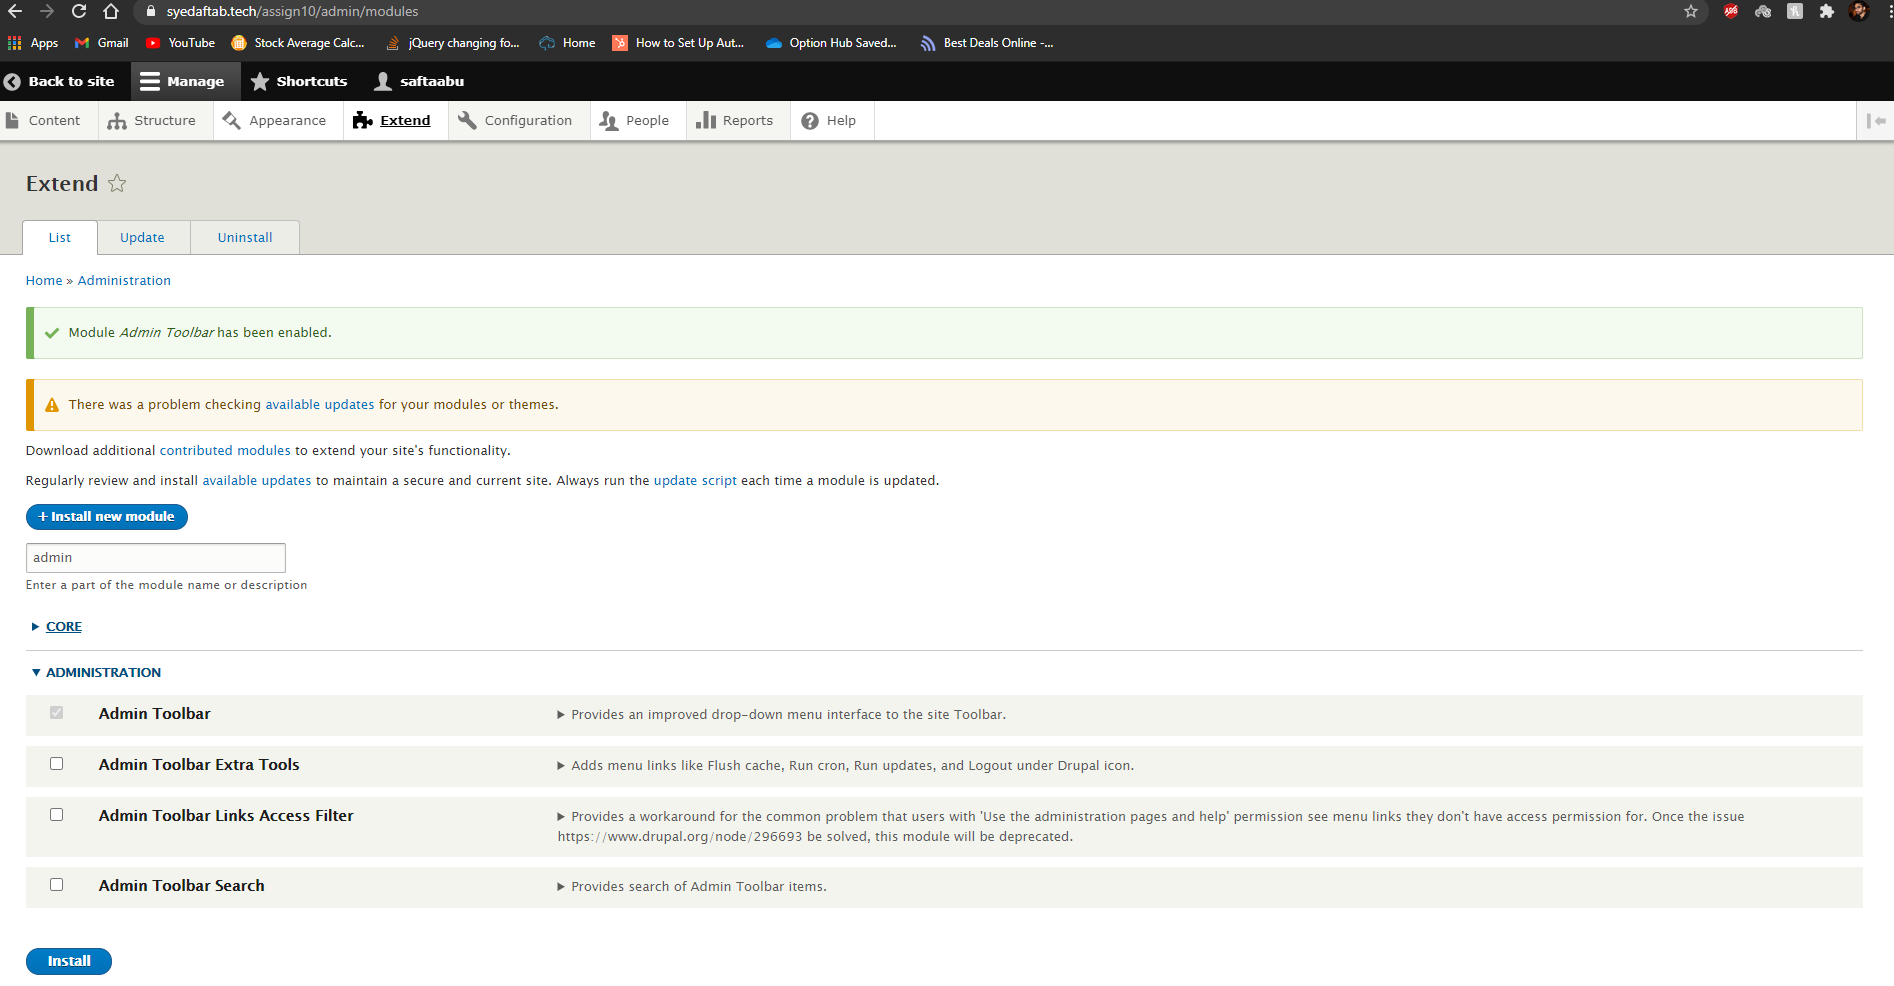 syedaftab.tech/assign10/admin/modules
Apps Gmail YouTube Stock Average Calc... jQuery changing fo... Home How to Set Up Aut... Option Hub Saved... Best Deals Online -...
Back to site Manage Shortcuts saftaabu
Content Structure Appearance Extend Configuration People Reports Help
Extend
List Update Uninstall
Home » Administration
Module Admin Toolbar has been enabled.
There was a problem checking available updates for your modules or themes.
Download additional contributed modules to extend your site's functionality.
Regularly review and install available updates to maintain a secure and current site. Always run the update script each time a module is updated.
+ Install new module
admin
Enter a part of the module name or description
CORE
ADMINISTRATION
Admin Toolbar Provides an improved drop-down menu interface to the site Toolbar.
Admin Toolbar Extra Tools Adds menu links like Flush cache, Run cron, Run updates, and Logout under Drupal icon.
Admin Toolbar Links Access Filter Provides a workaround for the common problem that users with 'Use the administration pages and help' permission see menu links they don't have access permission for. Once the issue
https://www.drupal.org/node/296693 be solved, this module will be deprecated.
Admin Toolbar Search Provides search of Admin Toolbar items.
Install